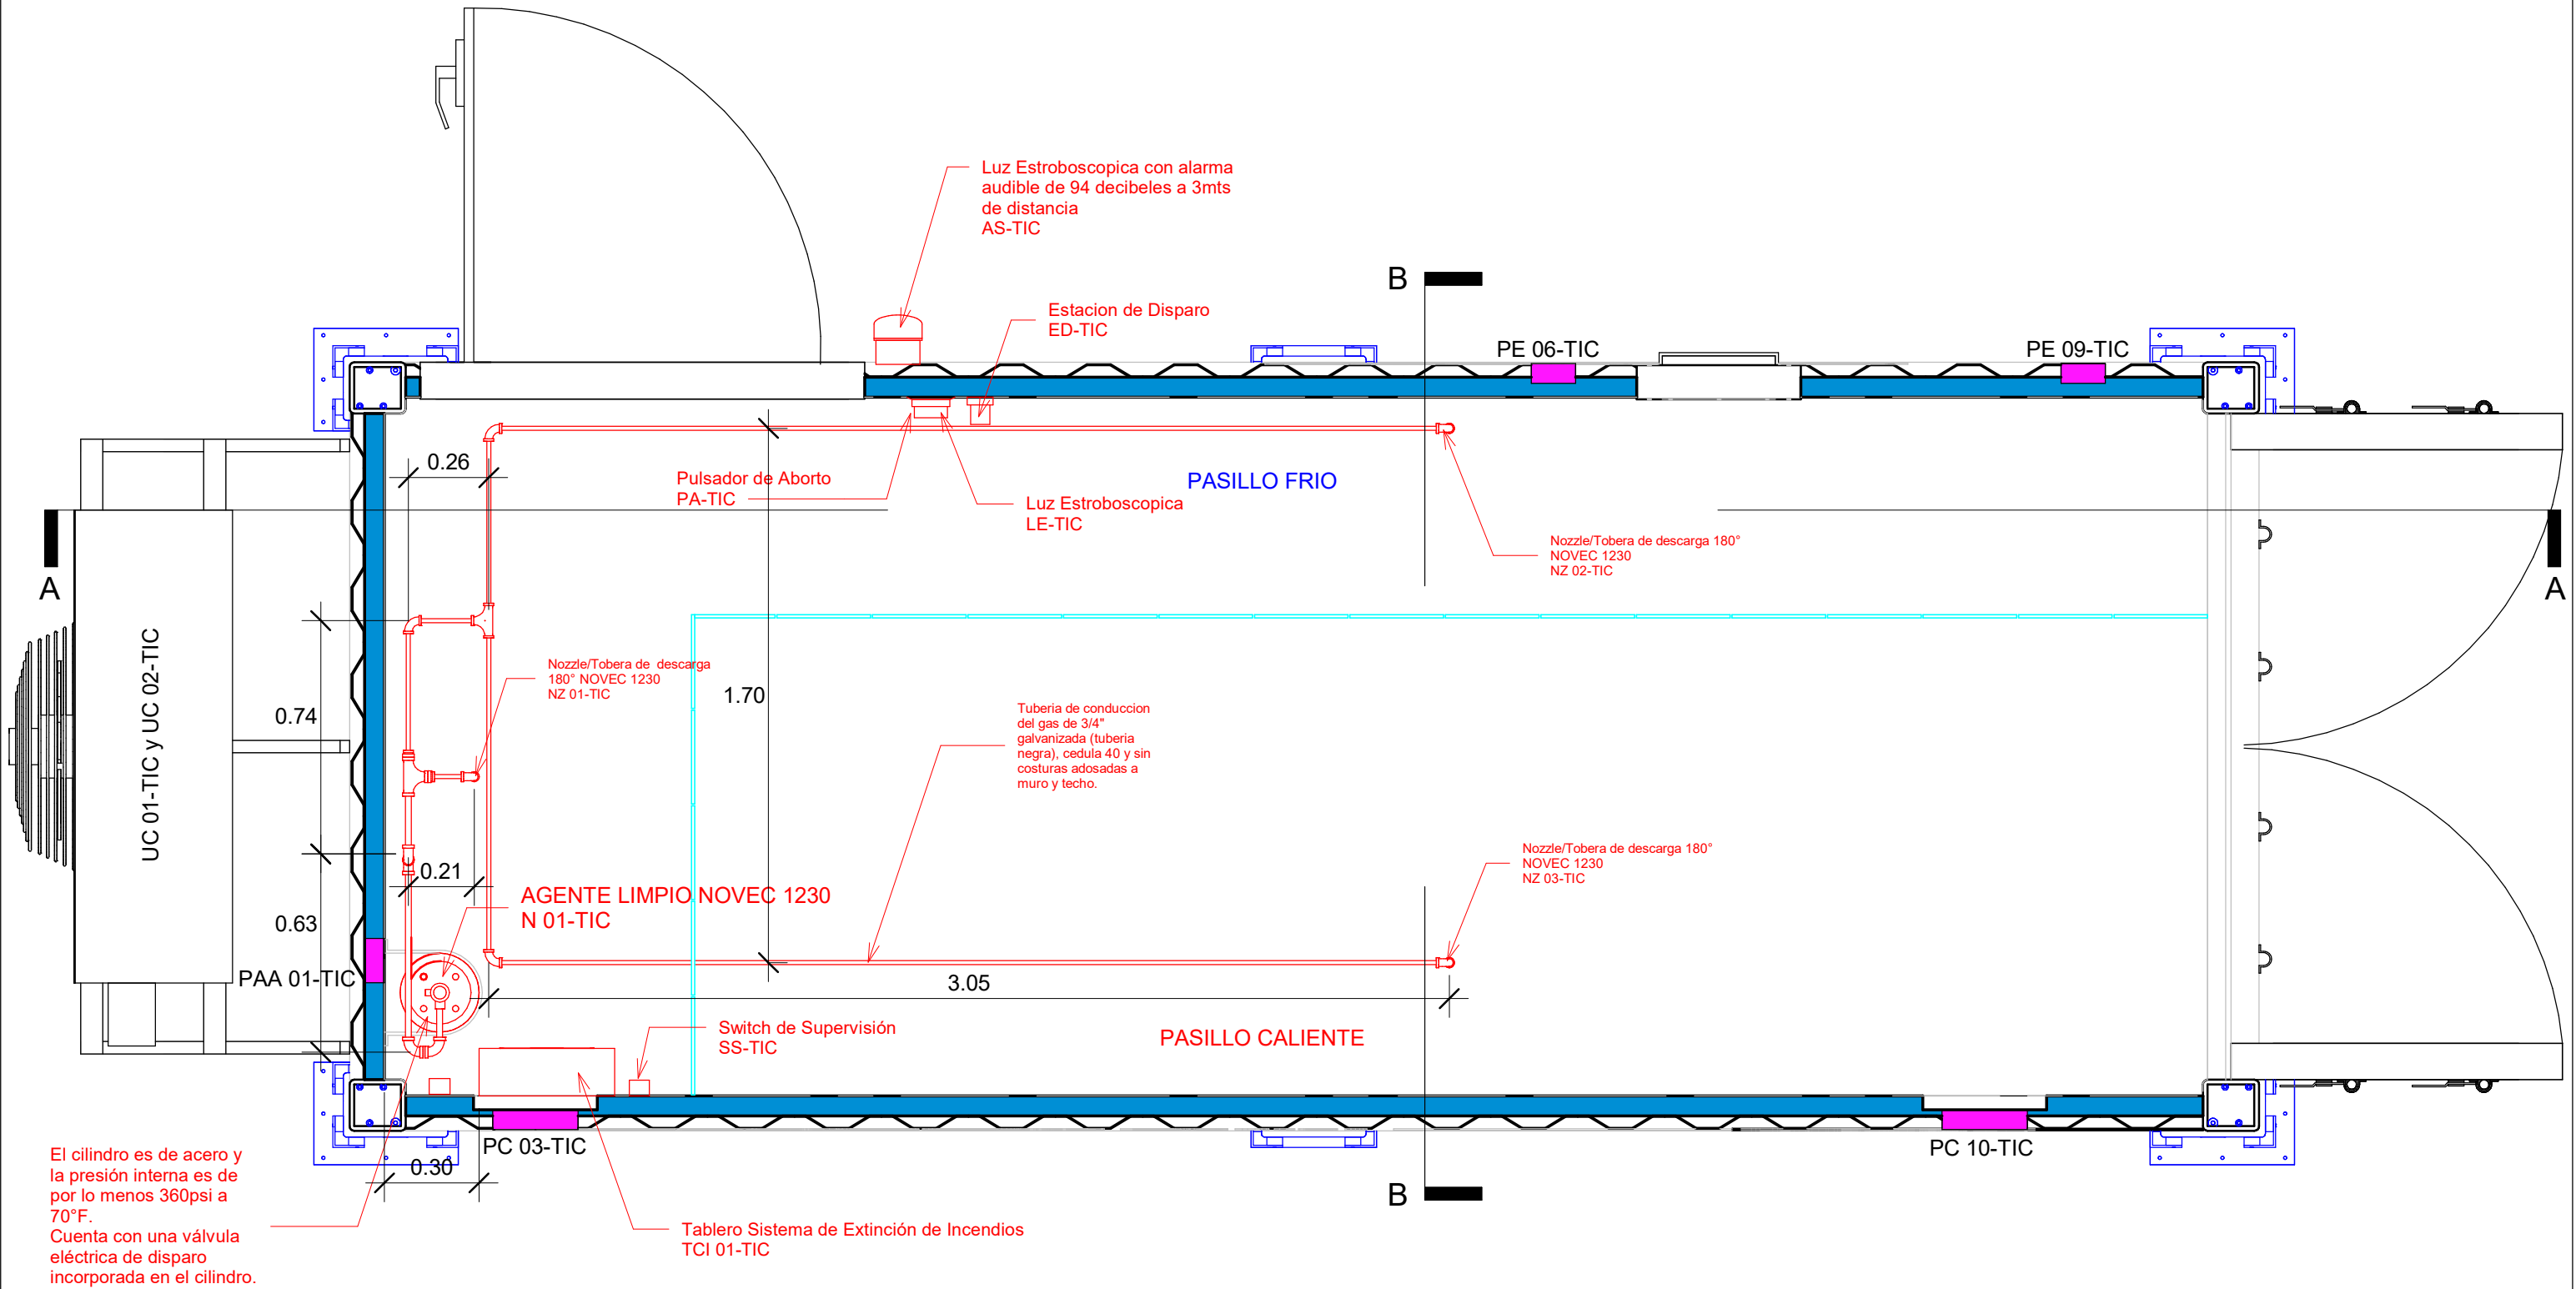 Luz Estroboscopica con alarma
audible de 94 decibeles a 3mts
de distancia
AS-TIC
B
Estacion de Disparo
ED-TIC
PE 06-TIC
PE 09-TIC
0.26
Pulsador de Aborto
PA-TIC
PASILLO FRIO
Luz Estroboscopica
LE-TIC
Nozzle/Tobera de descarga 180°
NOVEC 1230
NZ 02-TIC
A
A
UC 01-TIC y UC 02-TIC
Nozzle/Tobera de descarga
180° NOVEC 1230
NZ 01-TIC
1.70
0.74
Tuberia de conduccion
del gas de 3/4"
galvanizada (tuberia
negra), cedula 40 y sin
costuras adosadas a
muro y techo.
Nozzle/Tobera de descarga 180°
NOVEC 1230
NZ 03-TIC
0.21
AGENTE LIMPIO NOVEC 1230
N 01-TIC
0.63
PAA 01-TIC
3.05
Switch de Supervisión
SS-TIC
PASILLO CALIENTE
PC 03-TIC
PC 10-TIC
0.30
B
El cilindro es de acero y
la presión interna es de
por lo menos 360psi a
70°F.
Cuenta con una válvula
eléctrica de disparo
incorporada en el cilindro.
Tablero Sistema de Extinción de Incendios
TCI 01-TIC